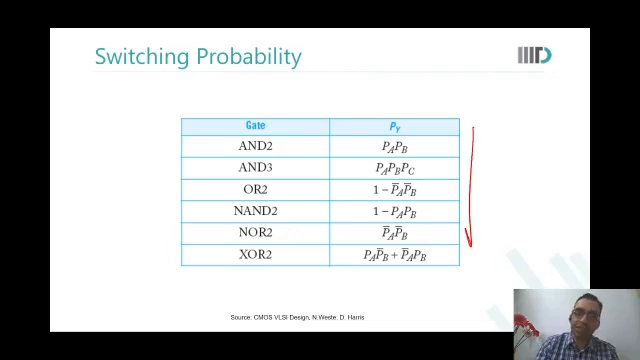 Switching Probability
Gate P_Y
AND2 P_A P_B
AND3 P_A P_B P_C
OR2 1 − P̅_A P̅_B
NAND2 1 − P_A P_B
NOR2 P̅_A P̅_B
XOR2 P_A P̅_B + P̅_A P_B
Source: CMOS VLSI Design, N.Weste: D. Harris